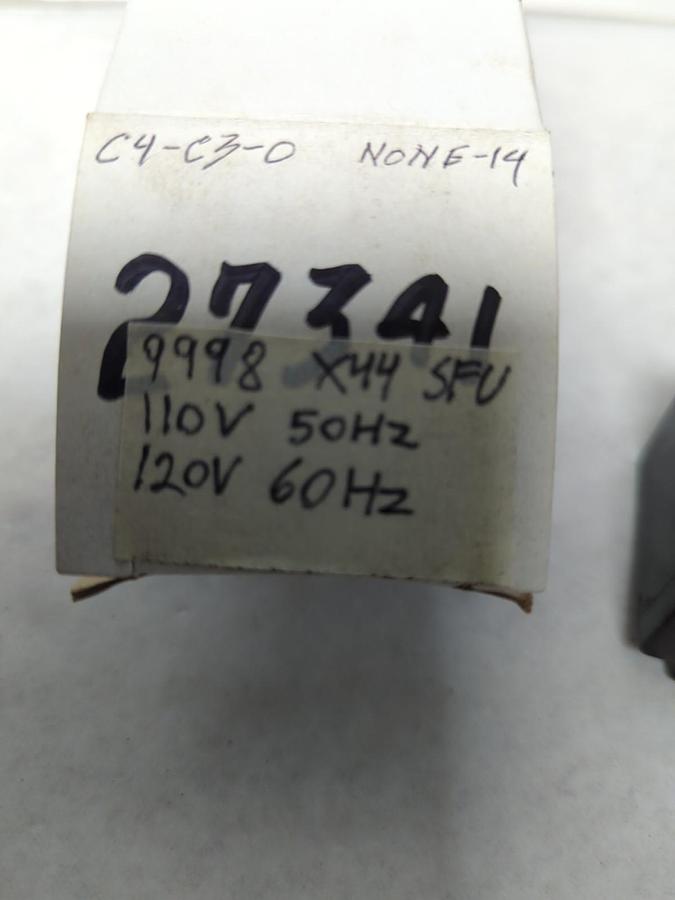 C4-C3-0 NONE-14
27341
9998 X44 SFU
110V 50Hz
120V 60Hz